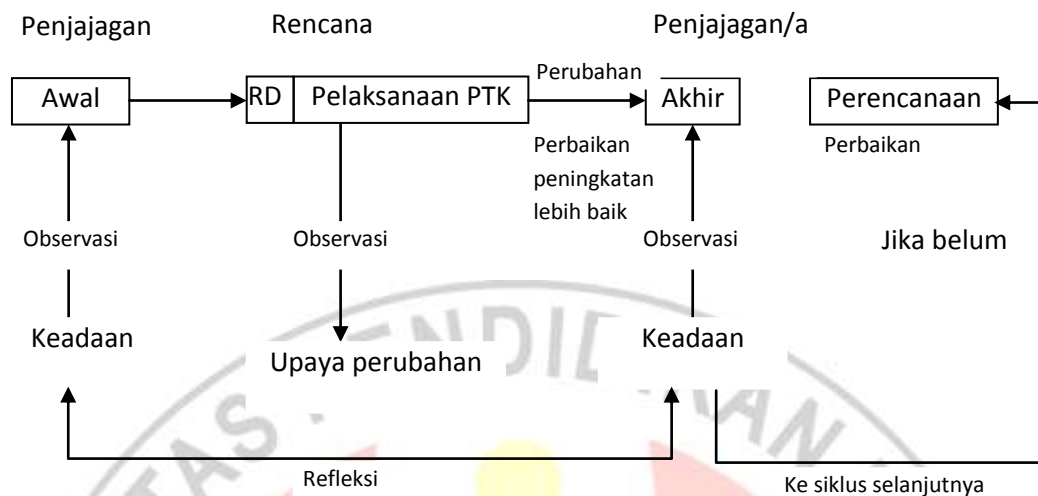 Penjajagan Rencana Penjajagan/a
Awal RD Pelaksanaan PTK Perubahan Akhir Perencanaan
Perbaikan
peningkatan
lebih baik
Perbaikan
Observasi Observasi Observasi Jika belum
Keadaan Upaya perubahan Keadaan
Refleksi Ke siklus selanjutnya